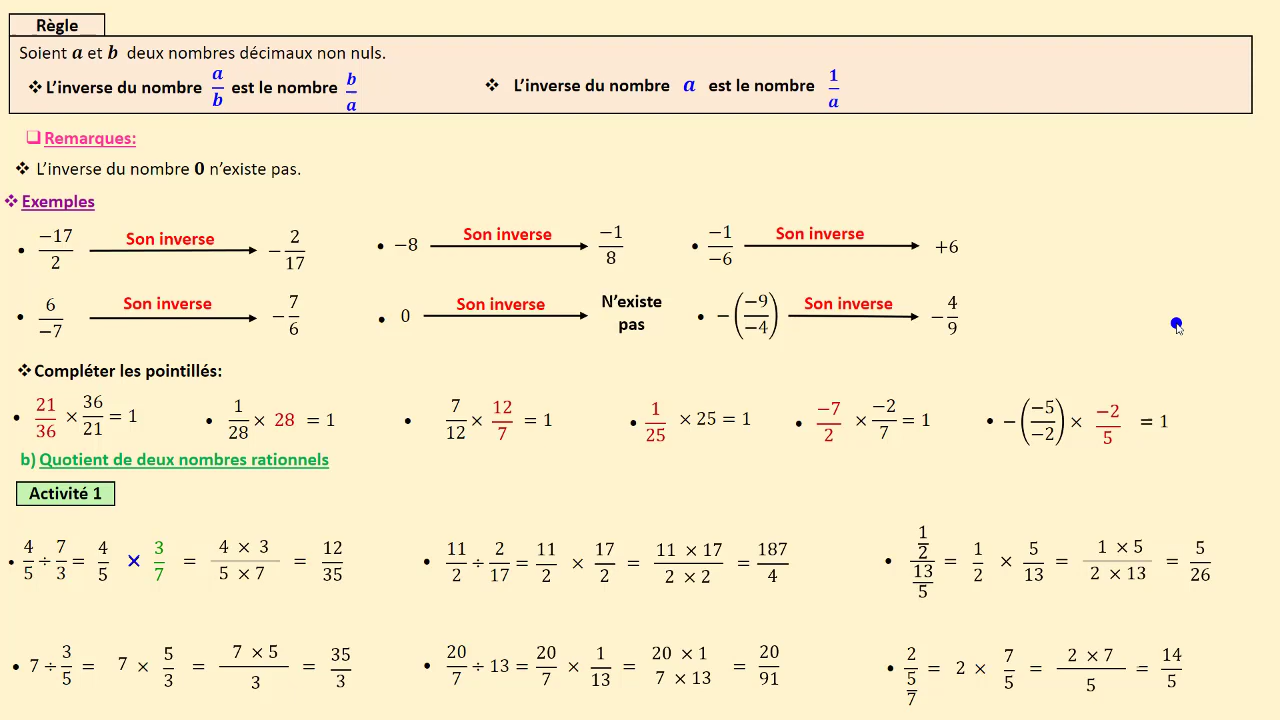 Règle
Soient a et b deux nombres décimaux non nuls.
❖ L'inverse du nombre a/b est le nombre b/a ❖ L'inverse du nombre a est le nombre 1/a
❑ Remarques:
❖ L'inverse du nombre 0 n'existe pas.
❖ Exemples
• −17/2 Son inverse −2/17 • −8 Son inverse −1/8 • −1/−6 Son inverse +6
• 6/−7 Son inverse −7/6 • 0 Son inverse N'existe pas • −(−9/−4) Son inverse −4/9
❖ Compléter les pointillés:
• 21/36 × 36/21 = 1 • 1/28 × 28 = 1 • 7/12 × 12/7 = 1 • 1/25 × 25 = 1 • −7/2 × −2/7 = 1 • −(−5/−2) × −2/5 = 1
b) Quotient de deux nombres rationnels
Activité 1
• 4/5 ÷ 7/3 = 4/5 × 3/7 = (4 × 3)/(5 × 7) = 12/35 • 11/2 ÷ 2/17 = 11/2 × 17/2 = (11 × 17)/(2 × 2) = 187/4 • (1/2)/(13/5) = 1/2 × 5/13 = (1 × 5)/(2 × 13) = 5/26
• 7 ÷ 3/5 = 7 × 5/3 = (7 × 5)/3 = 35/3 • 20/7 ÷ 13 = 20/7 × 1/13 = (20 × 1)/(7 × 13) = 20/91 • 2/(5/7) = 2 × 7/5 = (2 × 7)/5 = 14/5